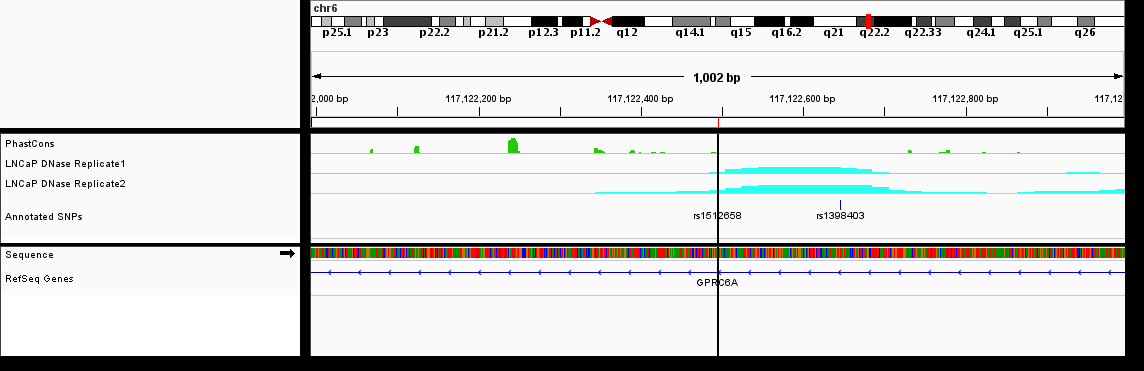 chr6
p25.1 p23 p22.2 p21.2 p12.3 p11.2 q12 q14.1 q15 q16.2 q21 q22.2 q22.33 q24.1 q25.1 q26
1,002 bp
2,000 bp 117,122,200 bp 117,122,400 bp 117,122,600 bp 117,122,800 bp 117,12
PhastCons
LNCaP DNase Replicate1
LNCaP DNase Replicate2
Annotated SNPs
rs1512658 rs1398403
Sequence
RefSeq Genes
GPRC6A